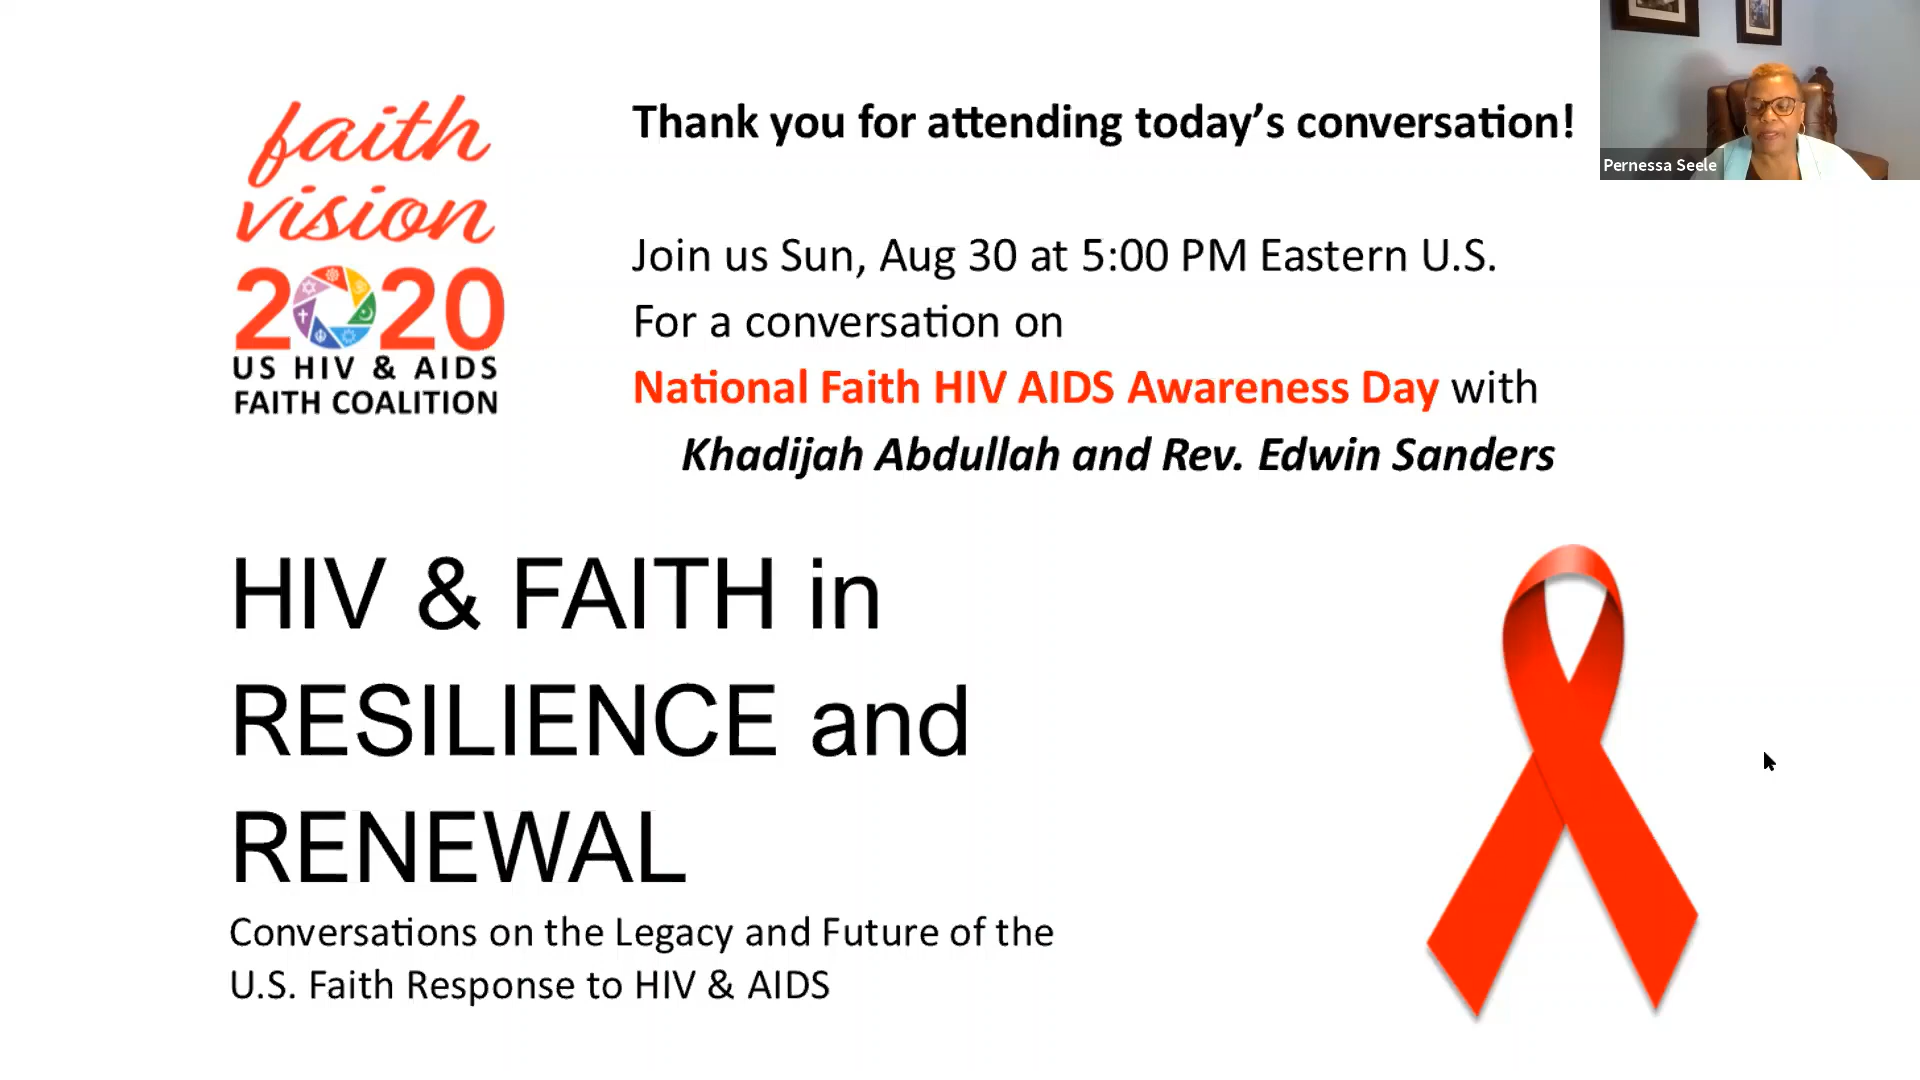 faith
vision
2020
US HIV & AIDS
FAITH COALITION
Thank you for attending today’s conversation!
Join us Sun, Aug 30 at 5:00 PM Eastern U.S.
For a conversation on
National Faith HIV AIDS Awareness Day with
Khadijah Abdullah and Rev. Edwin Sanders
Pernessa Seele
HIV & FAITH in
RESILIENCE and
RENEWAL
Conversations on the Legacy and Future of the
U.S. Faith Response to HIV & AIDS